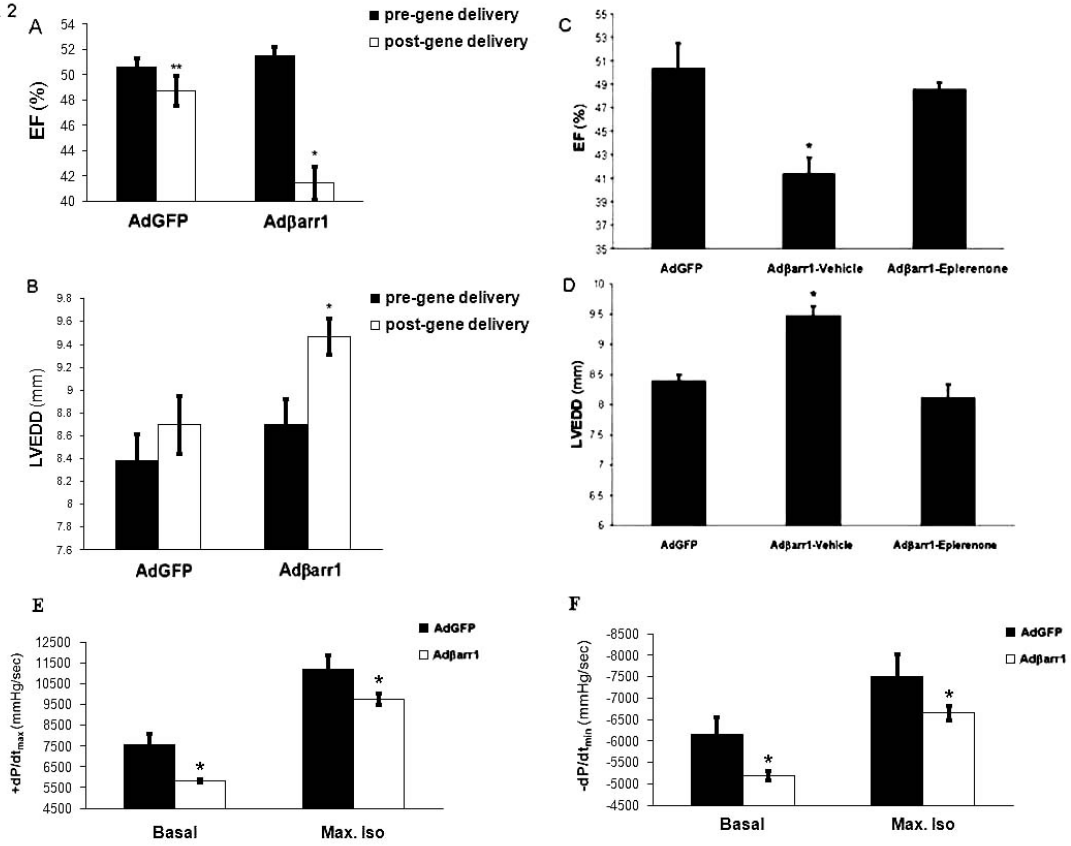 2
A
pre-gene delivery
post-gene delivery
EF (%)
54
52
50
48
46
44
42
40
**
*
AdGFP
Adβarr1
C
EF (%)
55
53
51
49
47
45
43
41
39
37
35
*
AdGFP
Adβarr1-Vehicle
Adβarr1-Eplerenone
B
pre-gene delivery
post-gene delivery
LVEDD (mm)
9.8
9.6
9.4
9.2
9
8.8
8.6
8.4
8.2
8
7.8
7.6
*
AdGFP
Adβarr1
D
LVEDD (mm)
10
9.5
9
8.5
8
7.5
7
6.5
6
*
AdGFP
Adβarr1-Vehicle
Adβarr1-Eplerenone
E
AdGFP
Adβarr1
+dP/dtmax (mmHg/sec)
12500
11500
10500
9500
8500
7500
6500
5500
4500
*
*
Basal
Max. Iso
F
AdGFP
Adβarr1
-dP/dtmin (mmHg/sec)
-8500
-8000
-7500
-7000
-6500
-6000
-5500
-5000
-4500
*
*
Basal
Max. Iso